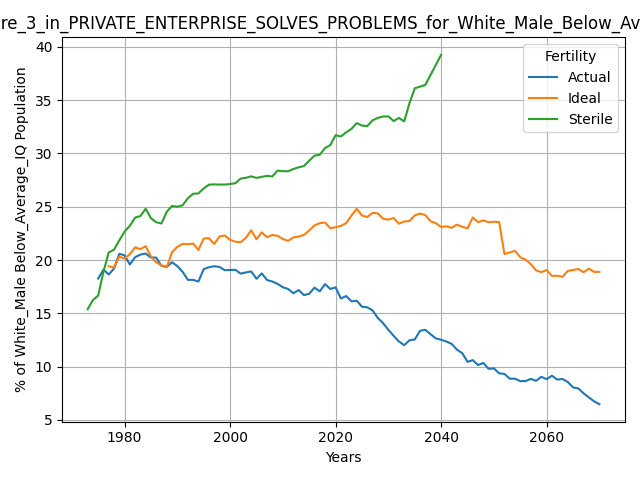 re_3_in_PRIVATE_ENTERPRISE_SOLVES_PROBLEMS_for_White_Male_Below_Av
% of White_Male Below_Average_IQ Population
40
35
30
25
20
15
10
5
Fertility
Actual
Ideal
Sterile
1980 2000 2020 2040 2060
Years